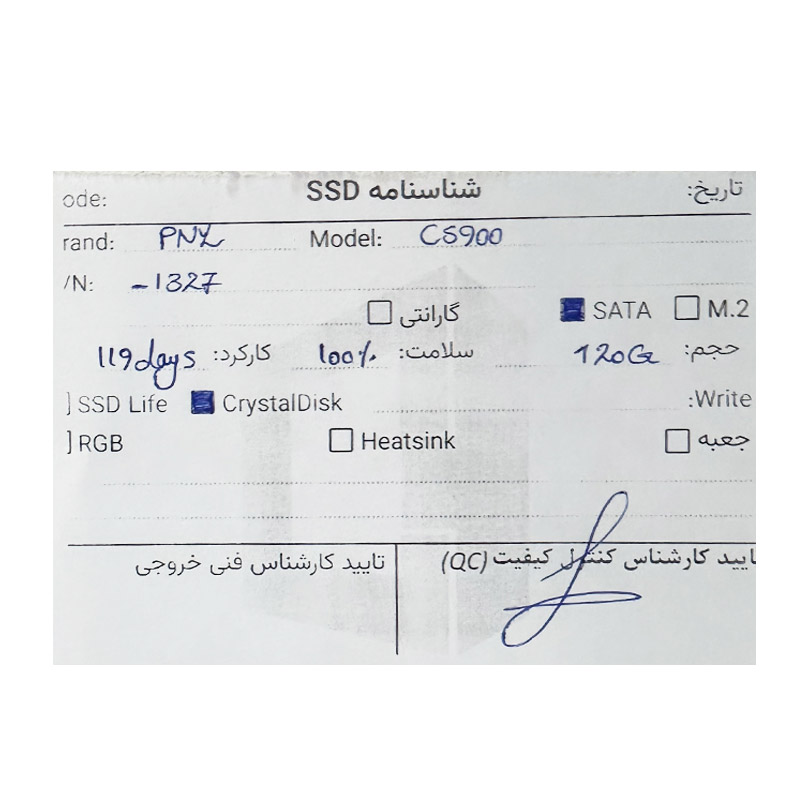 ode: شناسنامه SSD تاریخ:
rand: PNY Model: CS900
/N: -1327
گارانتی SATA M.2
119days کارکرد: 100% سلامت: 120G حجم:
SSD Life CrystalDisk :Write
RGB Heatsink جعبه
تایید کارشناس فنی خروجی
ایید کارشناس کنترل کیفیت (QC)